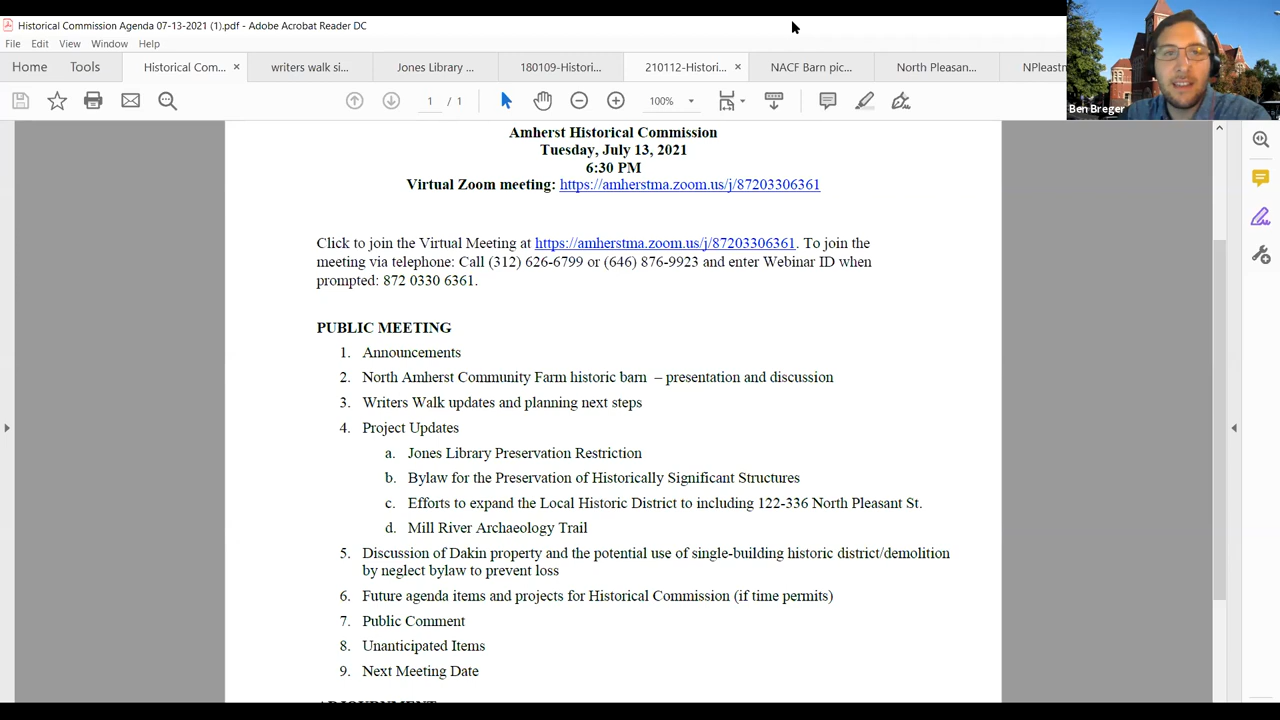 Historical Commission Agenda 07-13-2021 (1).pdf - Adobe Acrobat Reader DC
File Edit View Window Help
Home Tools Historical Com... × writers walk si... Jones Library ... 180109-Histori... 210112-Histori... × NACF Barn pic... North Pleasan... NPleastn
1 / 1 100%
Ben Breger
Amherst Historical Commission
Tuesday, July 13, 2021
6:30 PM
Virtual Zoom meeting: https://amherstma.zoom.us/j/87203306361
Click to join the Virtual Meeting at https://amherstma.zoom.us/j/87203306361. To join the
meeting via telephone: Call (312) 626-6799 or (646) 876-9923 and enter Webinar ID when
prompted: 872 0330 6361.
PUBLIC MEETING
1. Announcements
2. North Amherst Community Farm historic barn – presentation and discussion
3. Writers Walk updates and planning next steps
4. Project Updates
a. Jones Library Preservation Restriction
b. Bylaw for the Preservation of Historically Significant Structures
c. Efforts to expand the Local Historic District to including 122-336 North Pleasant St.
d. Mill River Archaeology Trail
5. Discussion of Dakin property and the potential use of single-building historic district/demolition
by neglect bylaw to prevent loss
6. Future agenda items and projects for Historical Commission (if time permits)
7. Public Comment
8. Unanticipated Items
9. Next Meeting Date
ADJOURNMENT